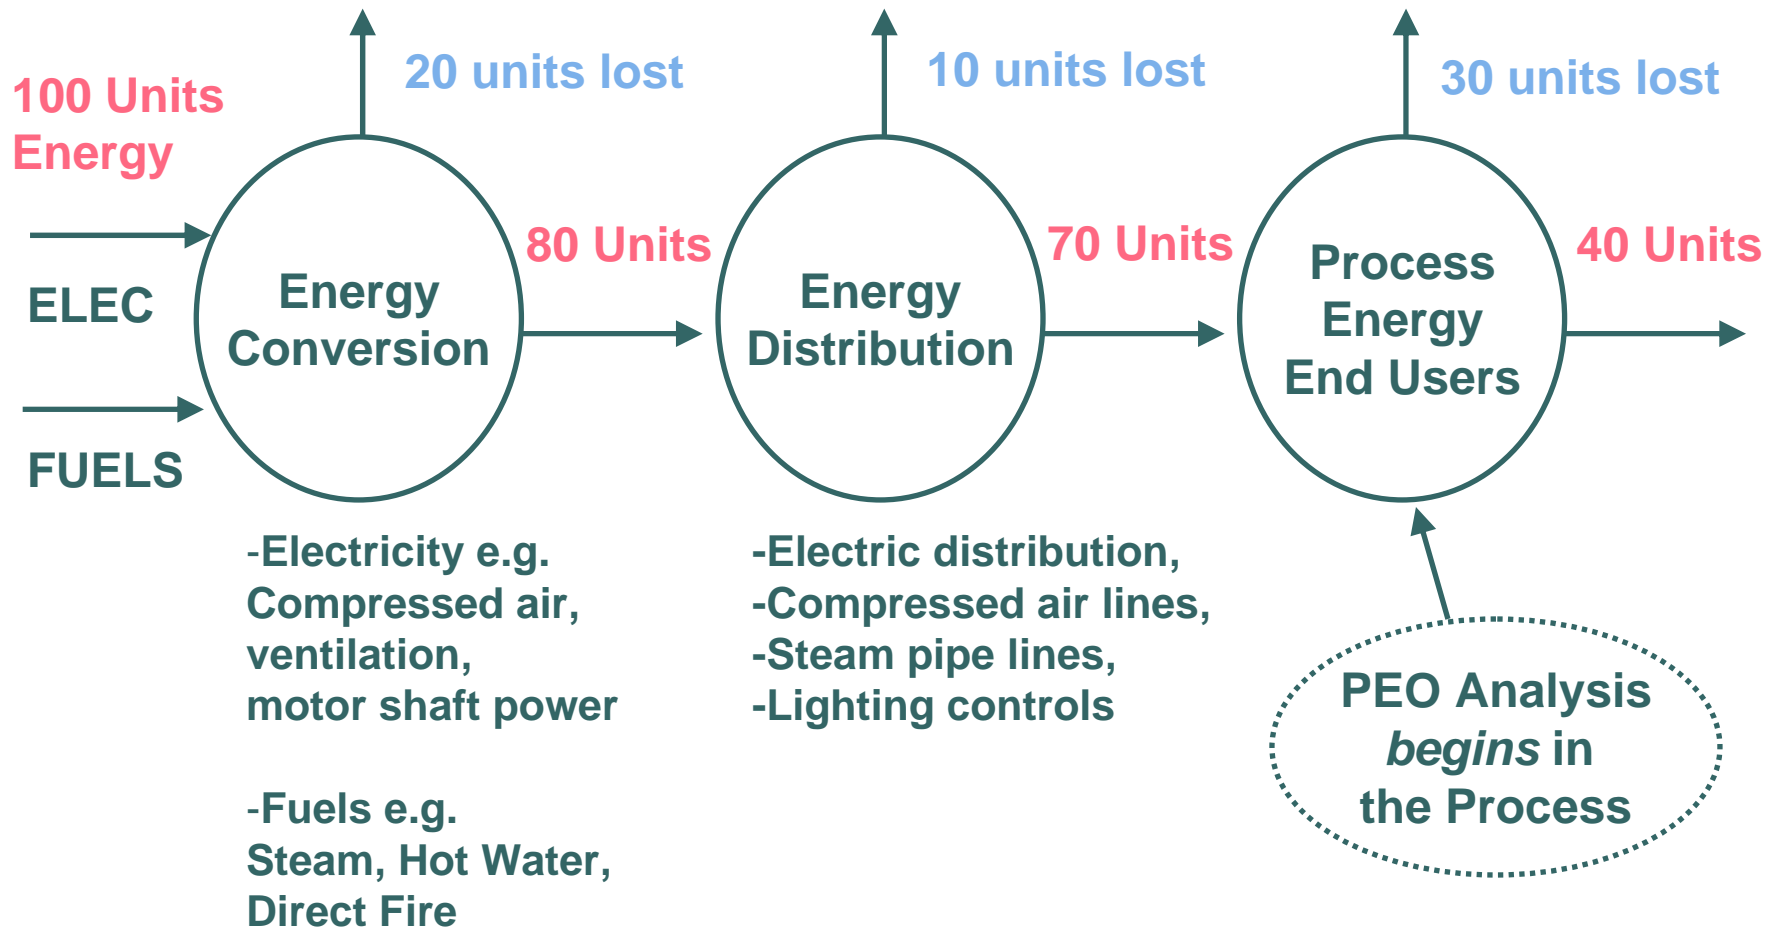 100 Units
Energy
20 units lost
10 units lost
30 units lost
ELEC
FUELS
Energy
Conversion
80 Units
Energy
Distribution
70 Units
Process
Energy
End Users
40 Units
-Electricity e.g.
Compressed air,
ventilation,
motor shaft power
-Fuels e.g.
Steam, Hot Water,
Direct Fire
-Electric distribution,
-Compressed air lines,
-Steam pipe lines,
-Lighting controls
PEO Analysis
begins in
the Process